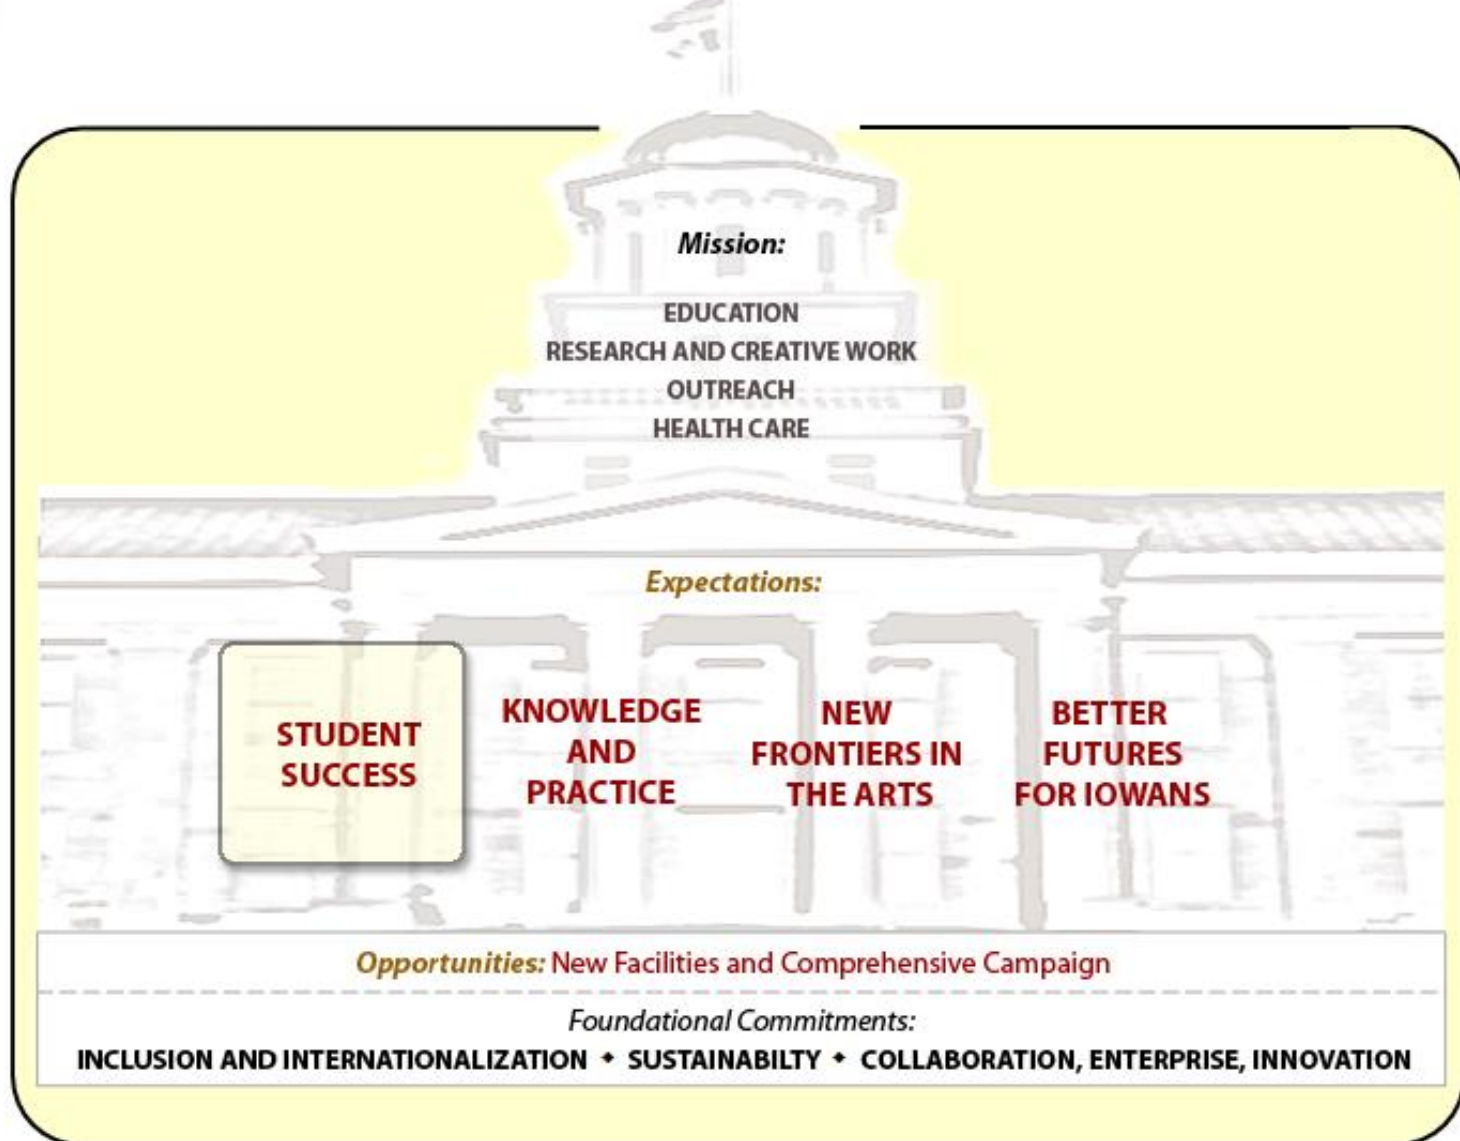 Mission:
EDUCATION
RESEARCH AND CREATIVE WORK
OUTREACH
HEALTH CARE
Expectations:
STUDENT
SUCCESS
KNOWLEDGE
AND
PRACTICE
NEW
FRONTIERS IN
THE ARTS
BETTER
FUTURES
FOR IOWANS
Opportunities: New Facilities and Comprehensive Campaign
Foundational Commitments:
INCLUSION AND INTERNATIONALIZATION ⬩ SUSTAINABILTY ⬩ COLLABORATION, ENTERPRISE, INNOVATION